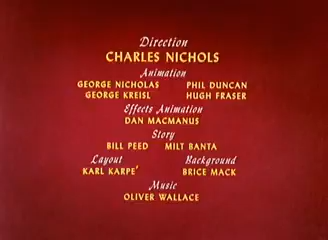 Direction
CHARLES NICHOLS
Animation
GEORGE NICHOLAS PHIL DUNCAN
GEORGE KREISL HUGH FRASER
Effects Animation
DAN MACMANUS
Story
BILL PEED MILT BANTA
Layout Background
KARL KARPE' BRICE MACK
Music
OLIVER WALLACE